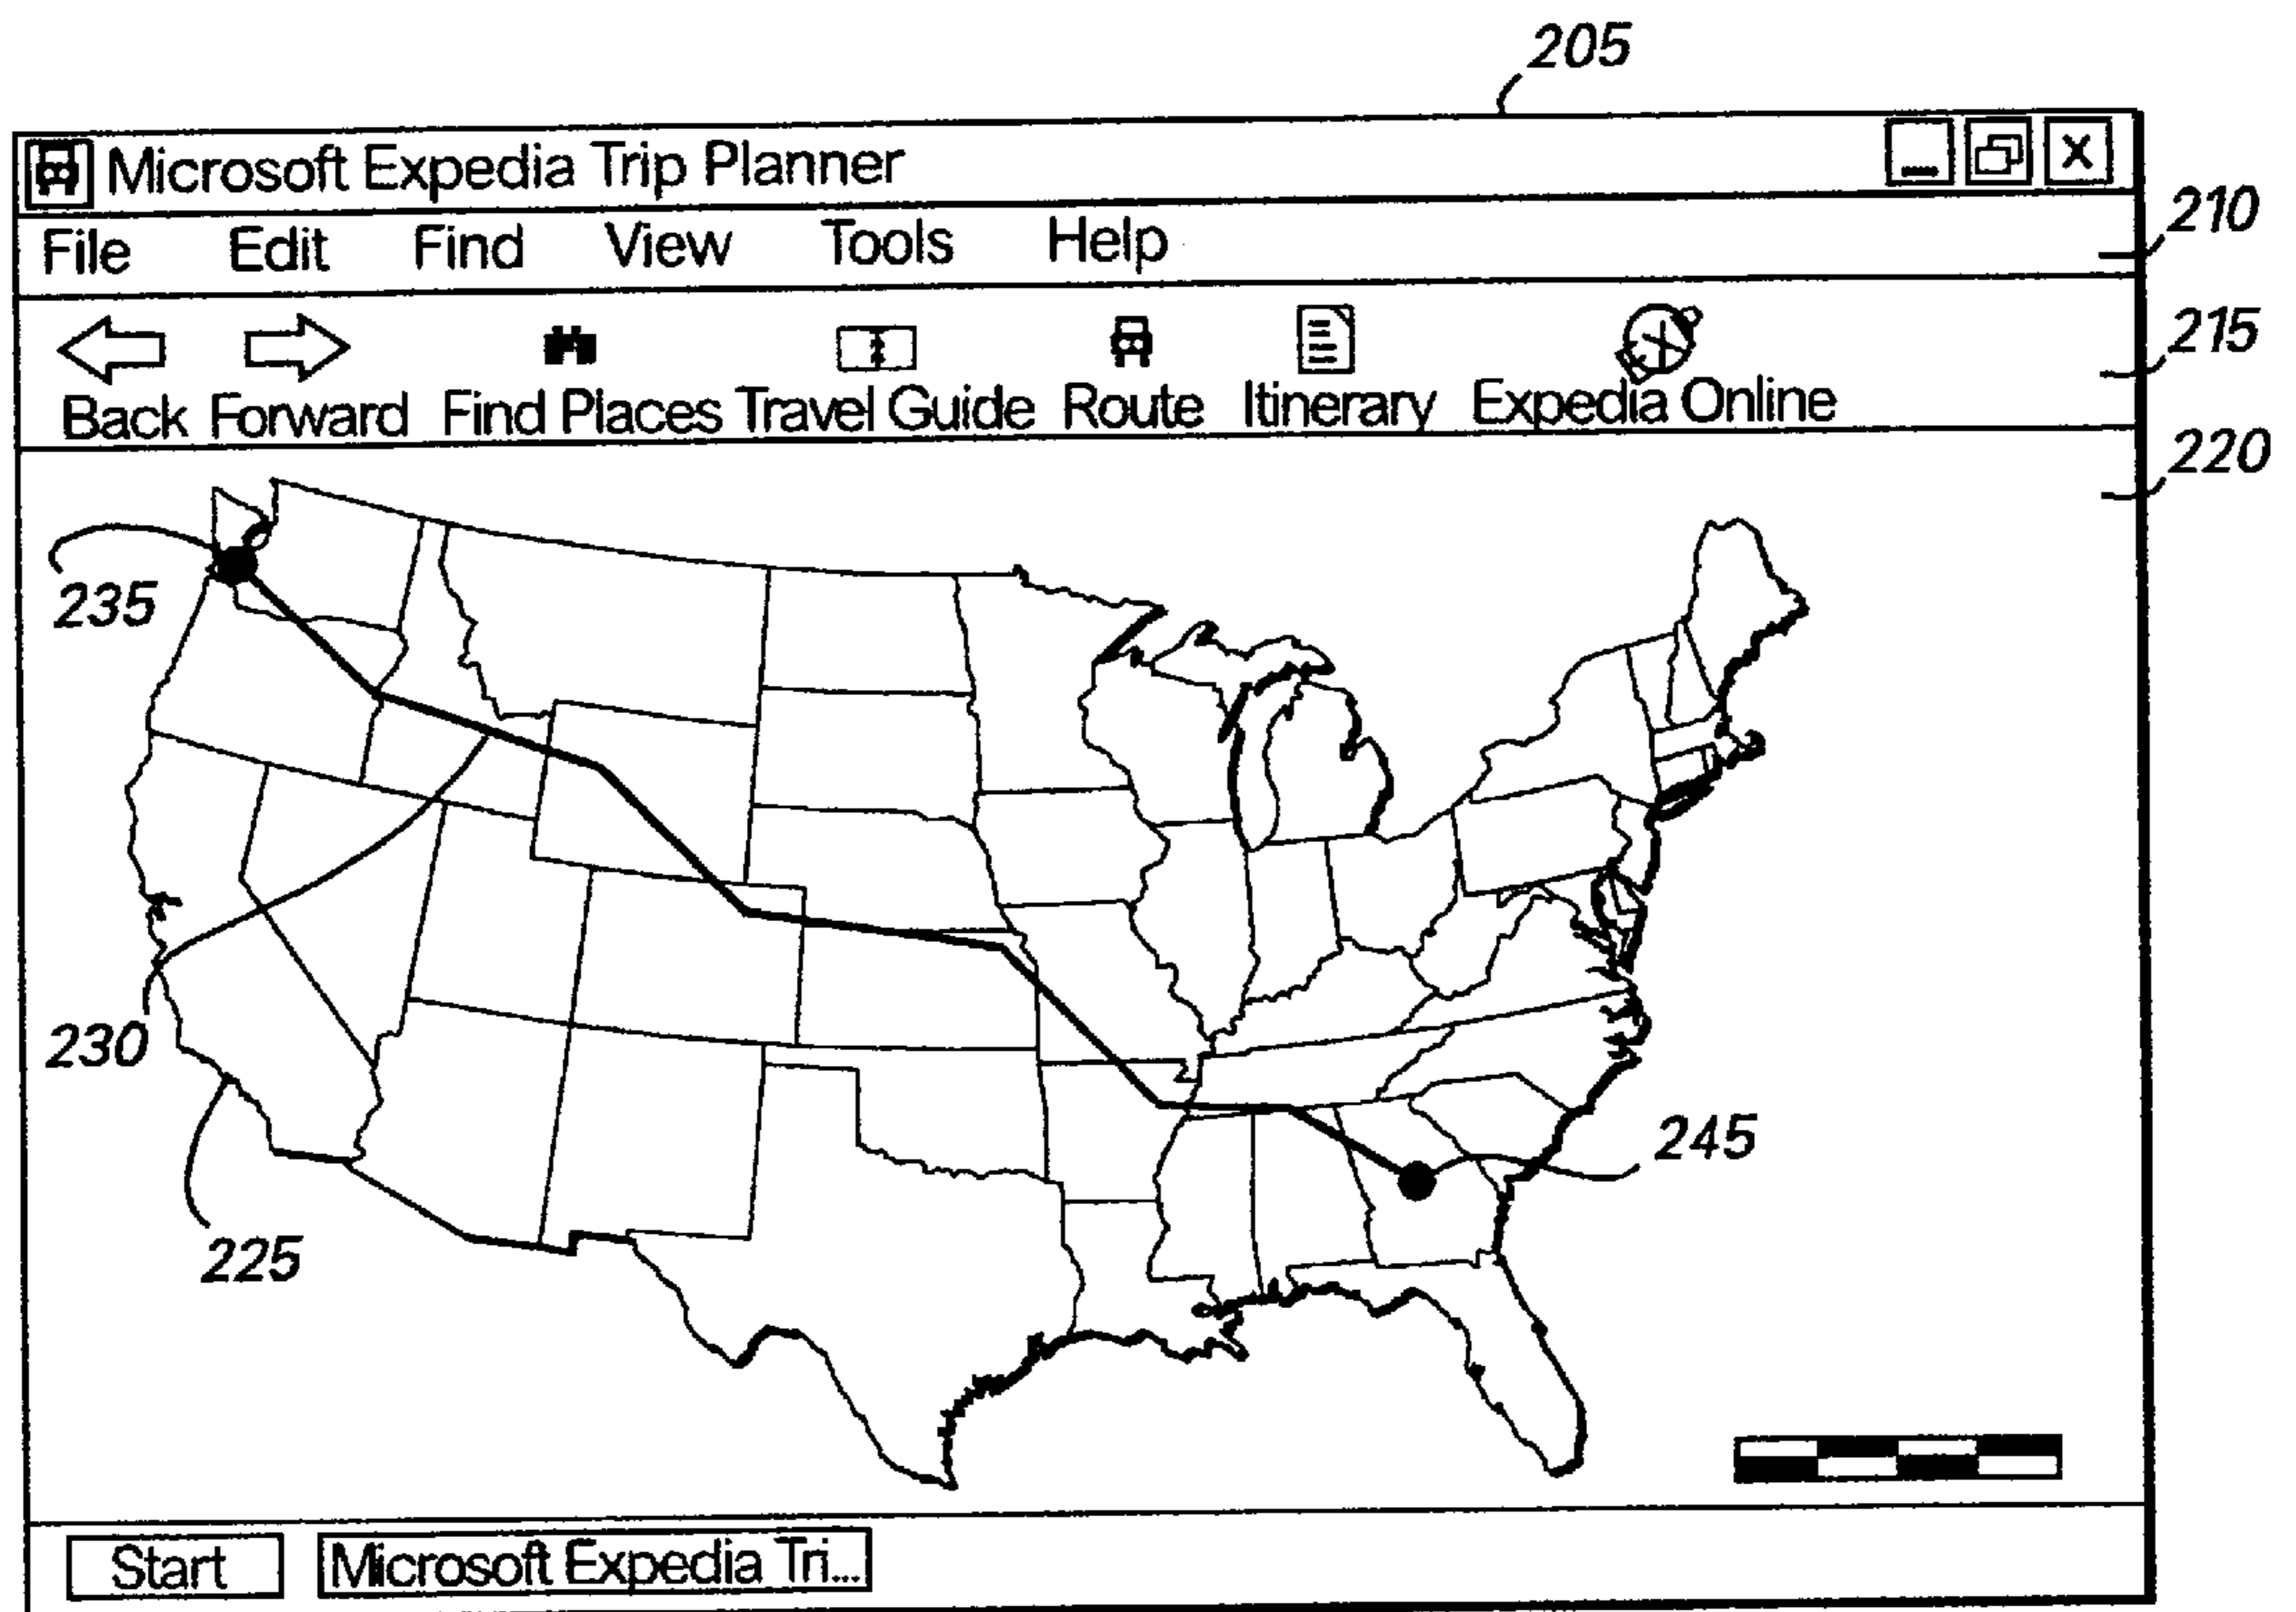 205
Microsoft Expedia Trip Planner
X
File Edit Find View Tools Help
210
215
Back Forward Find Places Travel Guide Route Itinerary Expedia Online
220
235
230
245
225
Start Microsoft Expedia Tri...